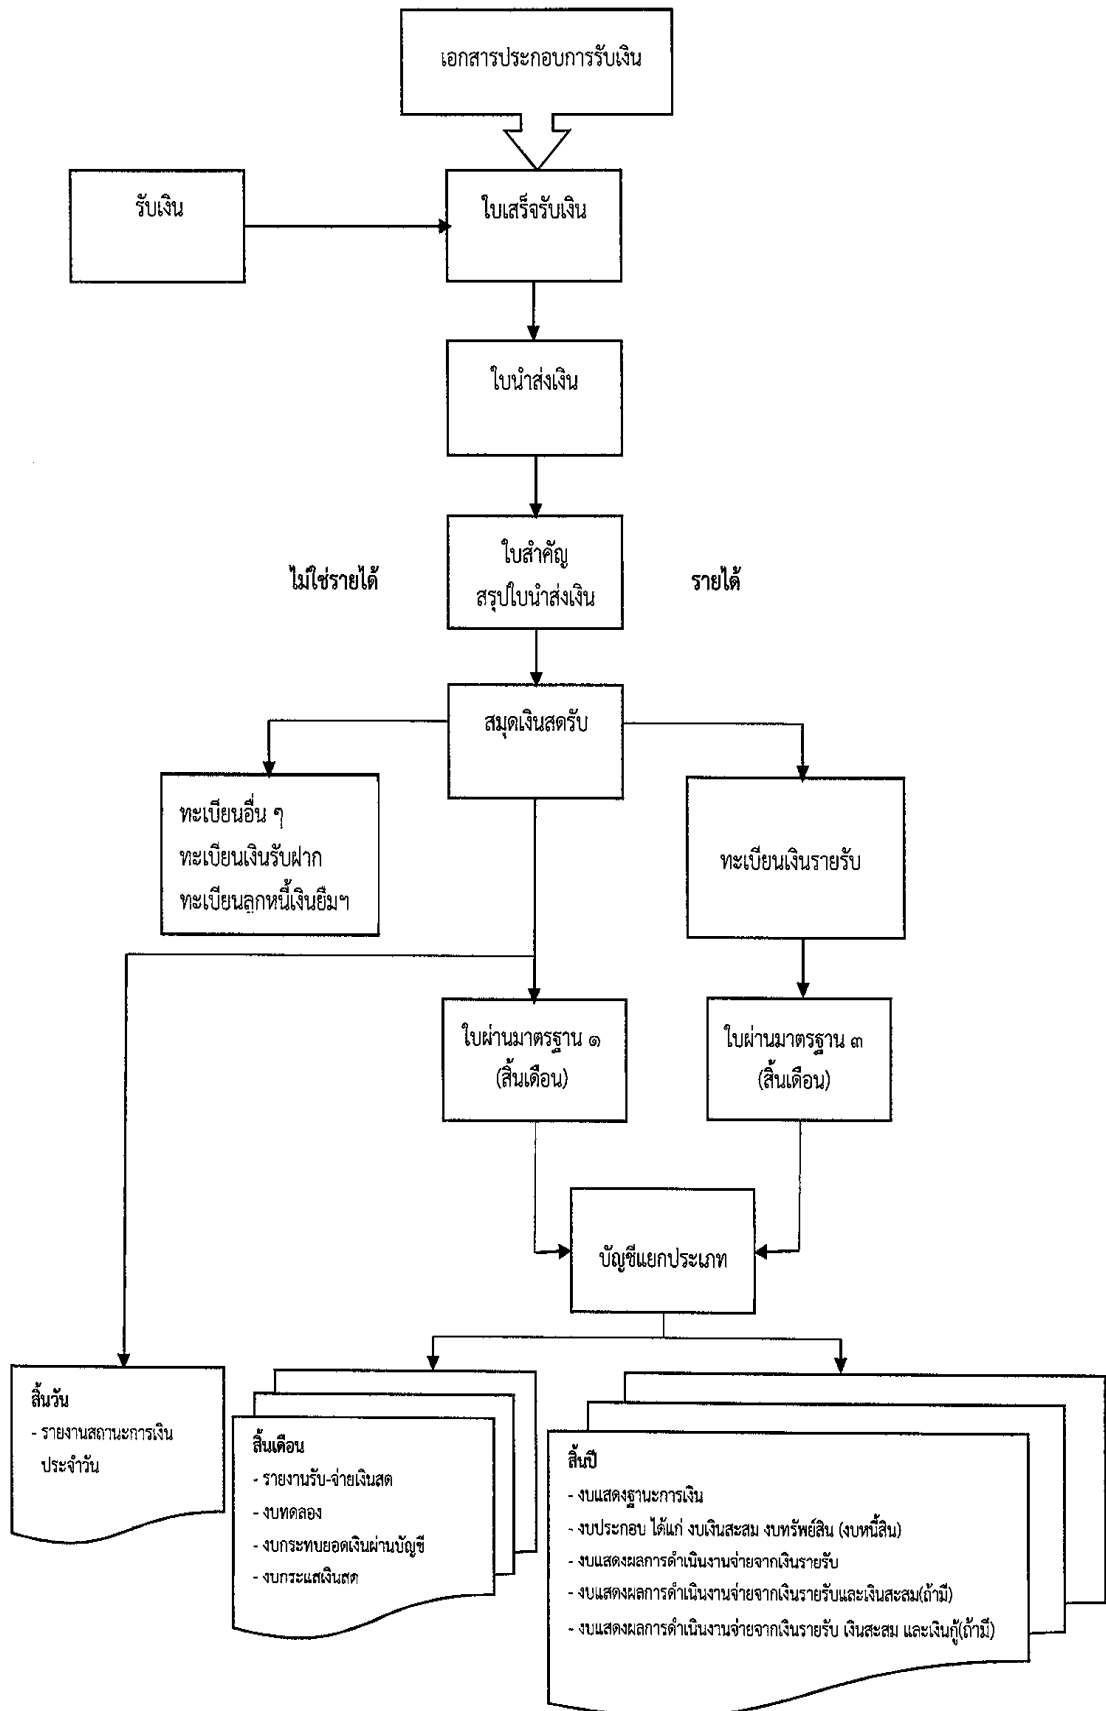 เอกสารประกอบการรับเงิน
รับเงิน
ใบเสร็จรับเงิน
ใบนำส่งเงิน
ใบสำคัญ
สรุปใบนำส่งเงิน
ไม่ใช่รายได้
รายได้
สมุดเงินสดรับ
ทะเบียนอื่น ๆ
ทะเบียนเงินรับฝาก
ทะเบียนลูกหนี้เงินยืมฯ
ทะเบียนเงินรายรับ
ใบผ่านมาตรฐาน ๑
(สิ้นเดือน)
ใบผ่านมาตรฐาน ๓
(สิ้นเดือน)
บัญชีแยกประเภท
สิ้นวัน
- รายงานสถานะการเงิน
ประจำวัน
สิ้นเดือน
- รายงานรับ-จ่ายเงินสด
- งบทดลอง
- งบกระทบยอดเงินผ่านบัญชี
- งบกระแสเงินสด
สิ้นปี
- งบแสดงฐานะการเงิน
- งบประกอบ ได้แก่ งบเงินสะสม งบทรัพย์สิน (งบหนี้สิน)
- งบแสดงผลการดำเนินงานจ่ายจากเงินรายรับ
- งบแสดงผลการดำเนินงานจ่ายจากเงินรายรับและเงินสะสม(ถ้ามี)
- งบแสดงผลการดำเนินงานจ่ายจากเงินรายรับ เงินสะสม และเงินกู้(ถ้ามี)